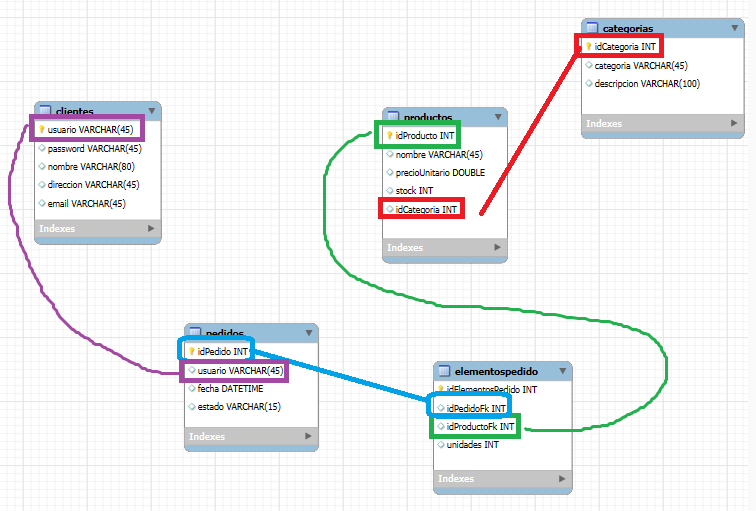 categorias
idCategoria INT
categoria VARCHAR(45)
descripcion VARCHAR(100)
Indexes
clientes
usuario VARCHAR(45)
password VARCHAR(45)
nombre VARCHAR(80)
direccion VARCHAR(45)
email VARCHAR(45)
Indexes
productos
idProducto INT
nombre VARCHAR(45)
precioUnitario DOUBLE
stock INT
idCategoria INT
Indexes
pedidos
idPedido INT
usuario VARCHAR(45)
fecha DATETIME
estado VARCHAR(15)
Indexes
elementospedido
idElementosPedido INT
idPedidoFk INT
idProductoFk INT
unidades INT
Indexes